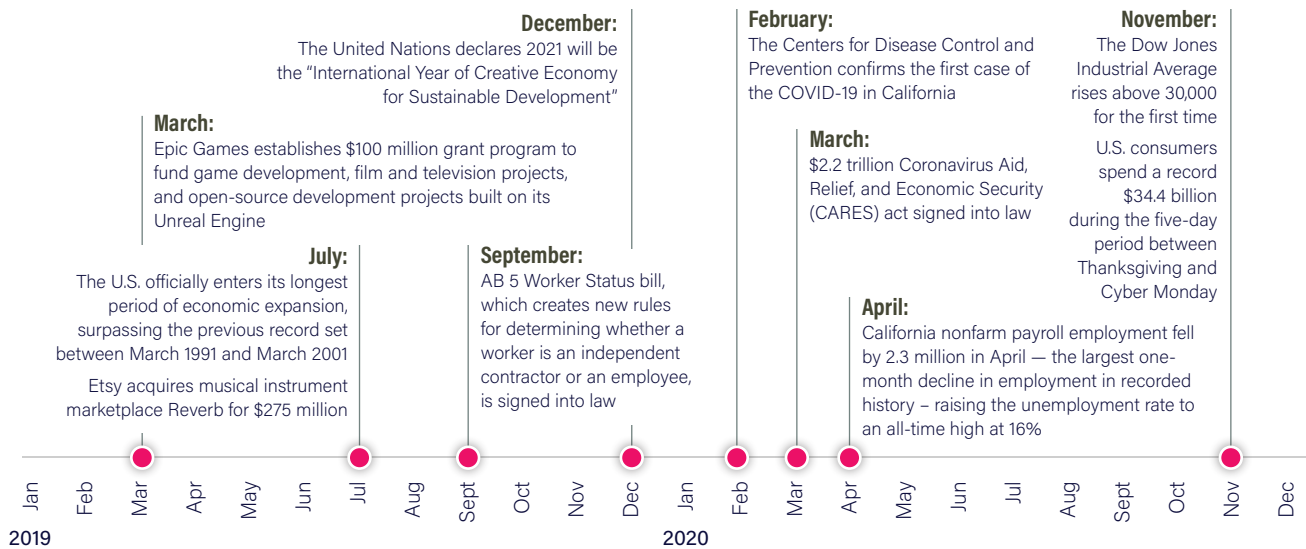 December:
The United Nations declares 2021 will be
the “International Year of Creative Economy
for Sustainable Development”
March:
Epic Games establishes $100 million grant program to
fund game development, film and television projects,
and open-source development projects built on its
Unreal Engine
July:
The U.S. officially enters its longest
period of economic expansion,
surpassing the previous record set
between March 1991 and March 2001
Etsy acquires musical instrument
marketplace Reverb for $275 million
September:
AB 5 Worker Status bill,
which creates new rules
for determining whether a
worker is an independent
contractor or an employee,
is signed into law
February:
The Centers for Disease Control and
Prevention confirms the first case of
the COVID-19 in California
March:
$2.2 trillion Coronavirus Aid,
Relief, and Economic Security
(CARES) act signed into law
April:
California nonfarm payroll employment fell
by 2.3 million in April — the largest one-
month decline in employment in recorded
history – raising the unemployment rate to
an all-time high at 16%
November:
The Dow Jones
Industrial Average
rises above 30,000
for the first time
U.S. consumers
spend a record
$34.4 billion
during the five-day
period between
Thanksgiving and
Cyber Monday
Jan
Feb
Mar
Apr
May
Jun
Jul
Aug
Sept
Oct
Nov
Dec
Jan
Feb
Mar
Apr
May
Jun
Jul
Aug
Sept
Oct
Nov
Dec
2019
2020